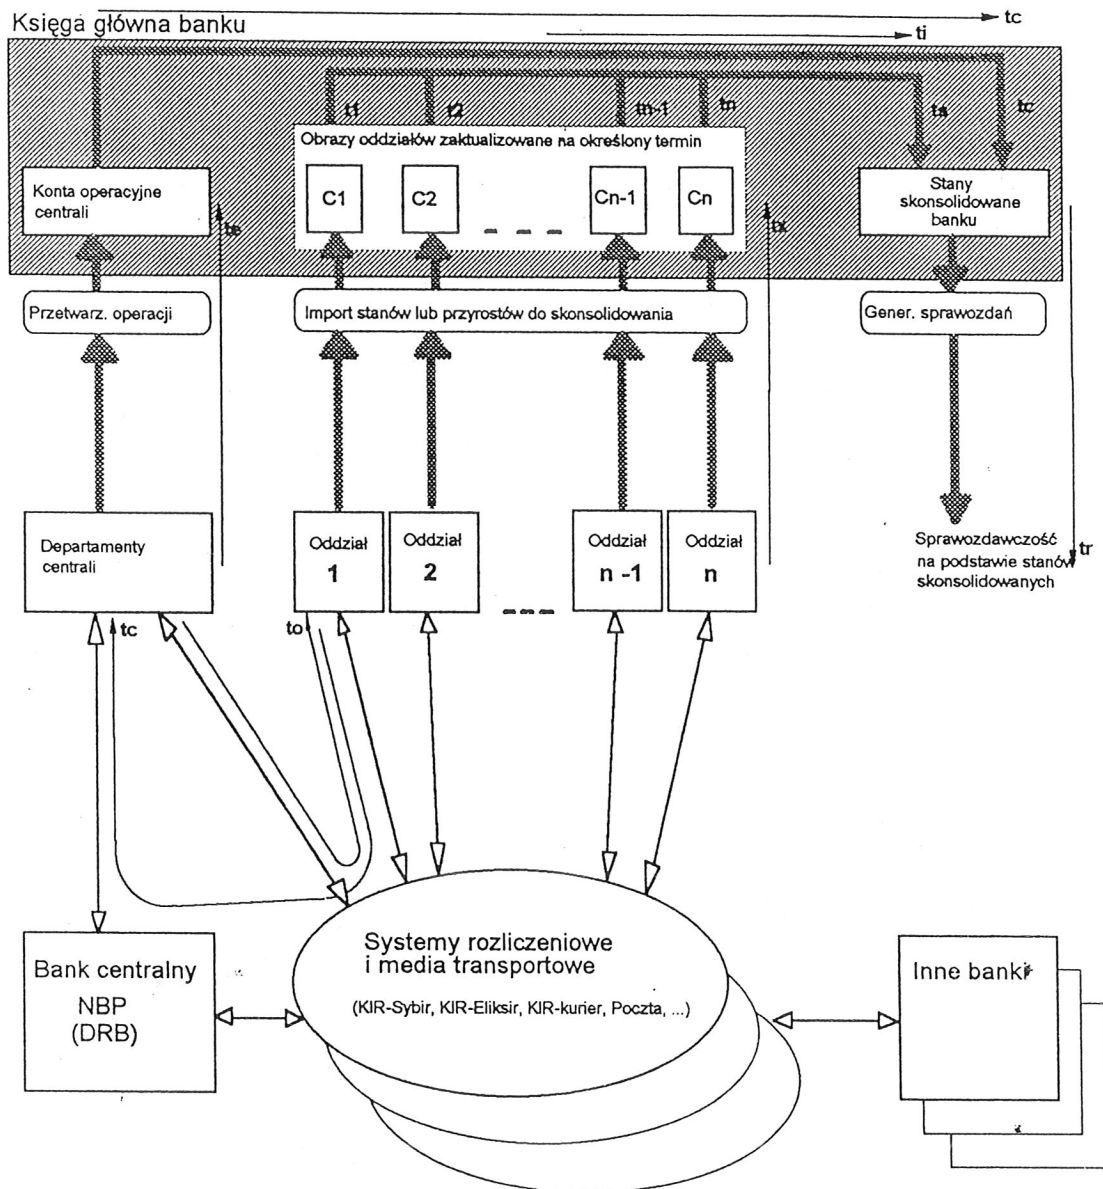 Księga główna banku
tc
ti
t1
t2
tn-1
tn
ts
tc
Obrazy oddziałów zaktualizowane na określony termin
Konta operacyjne
centrali
C1
C2
Cn-1
Cn
Stany
skonsolidowane
banku
te
tx
Przetwarz. operacji
Import stanów lub przyrostów do skonsolidowania
Gener. sprawozdań
Departamenty
centrali
Oddział
1
Oddział
2
Oddział
n -1
Oddział
n
Sprawozdawczość
na podstawie stanów
skonsolidowanych
tr
tc
to
Systemy rozliczeniowe
i media transportowe
(KIR-Sybir, KIR-Eliksir, KIR-kurier, Poczta, ...)
Bank centralny
NBP
(DRB)
Inne banki